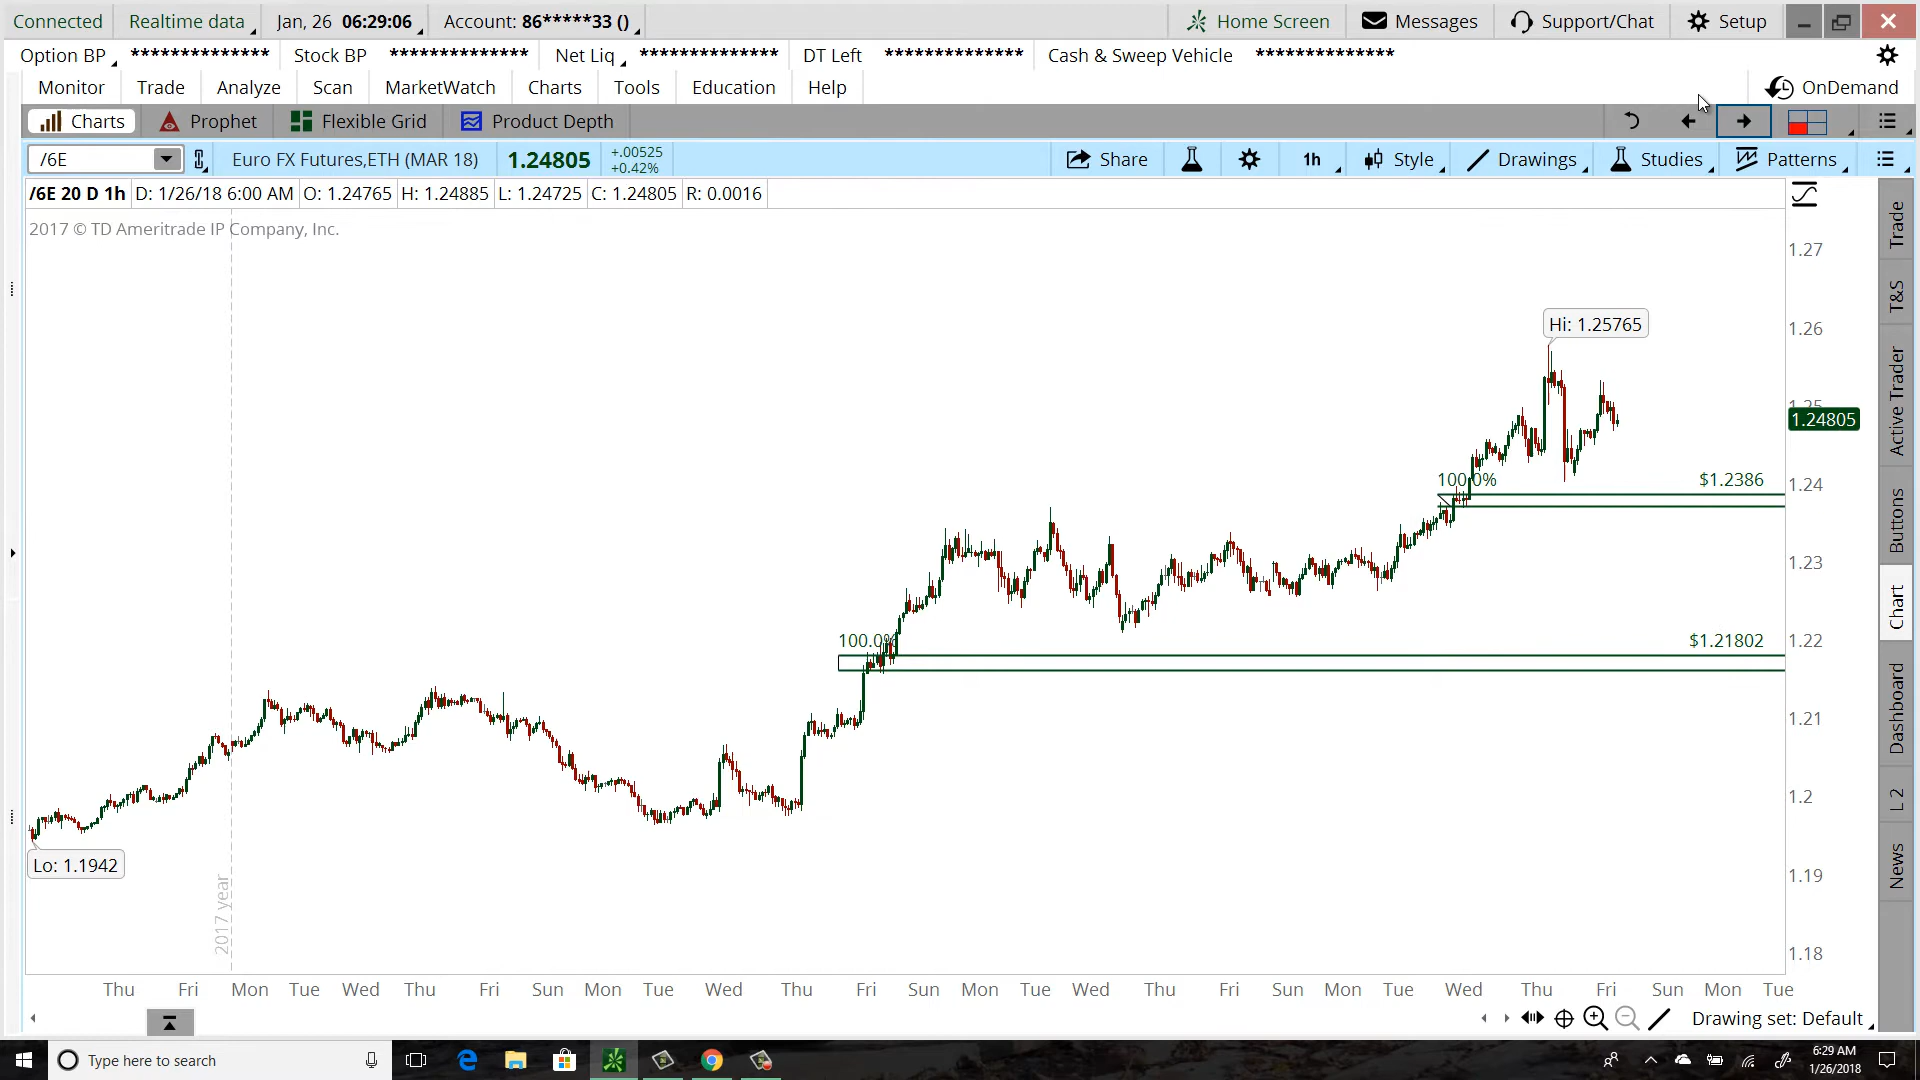 Connected Realtime data Jan, 26 06:29:06 Account: 86*****33 () Home Screen Messages Support/Chat Setup
Option BP ************** Stock BP ************** Net Liq ************** DT Left ************** Cash & Sweep Vehicle **************
Monitor Trade Analyze Scan MarketWatch Charts Tools Education Help OnDemand
Charts Prophet Flexible Grid Product Depth
/6E Euro FX Futures,ETH (MAR 18) 1.24805 +.00525 +0.42% Share 1h Style Drawings Studies Patterns
/6E 20 D 1h D: 1/26/18 6:00 AM O: 1.24765 H: 1.24885 L: 1.24725 C: 1.24805 R: 0.0016
2017 © TD Ameritrade IP Company, Inc.
1.27
Hi: 1.25765
1.26
1.25
1.24805
100.0% $1.2386
1.24
1.23
100.0% $1.21802
1.22
1.21
1.2
Lo: 1.1942
1.19
2017 year
1.18
Thu Fri Mon Tue Wed Thu Fri Sun Mon Tue Wed Thu Fri Sun Mon Tue Wed Thu Fri Sun Mon Tue Wed Thu Fri Sun Mon Tue
Drawing set: Default
Trade
T&S
Active Trader
Buttons
Chart
Dashboard
L 2
News
Type here to search
6:29 AM
1/26/2018